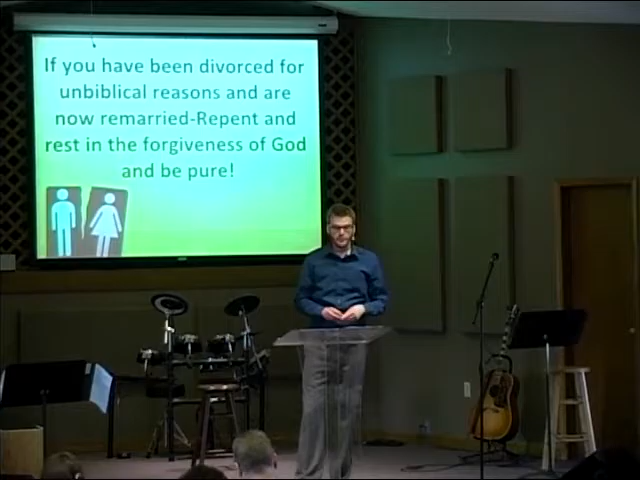 If you have been divorced for
unbiblical reasons and are
now remarried-Repent and
rest in the forgiveness of God
and be pure!